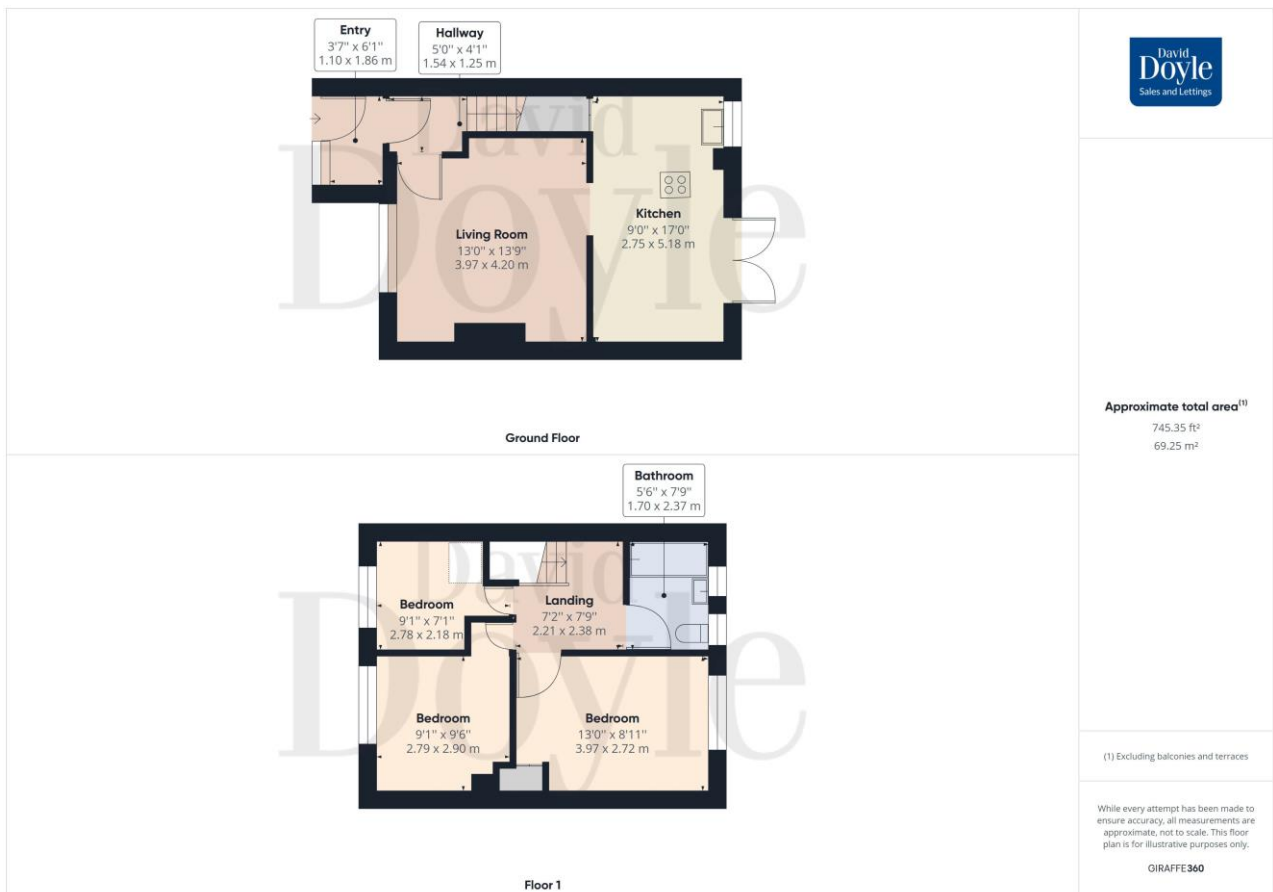 Entry
3'7" x 6'1"
1.10 x 1.86 m
Hallway
5'0" x 4'1"
1.54 x 1.25 m
Living Room
13'0" x 13'9"
3.97 x 4.20 m
Kitchen
9'0" x 17'0"
2.75 x 5.18 m
David
Doyle
Ground Floor
Bathroom
5'6" x 7'9"
1.70 x 2.37 m
Bedroom
9'1" x 7'1"
2.78 x 2.18 m
Landing
7'2" x 7'9"
2.21 x 2.38 m
Bedroom
9'1" x 9'6"
2.79 x 2.90 m
Bedroom
13'0" x 8'11"
3.97 x 2.72 m
David
Doyle
Floor 1
David
Doyle
Sales and Lettings
Approximate total area(1)
745.35 ft²
69.25 m²
(1) Excluding balconies and terraces
While every attempt has been made to
ensure accuracy, all measurements are
approximate, not to scale. This floor
plan is for illustrative purposes only.
GIRAFFE360